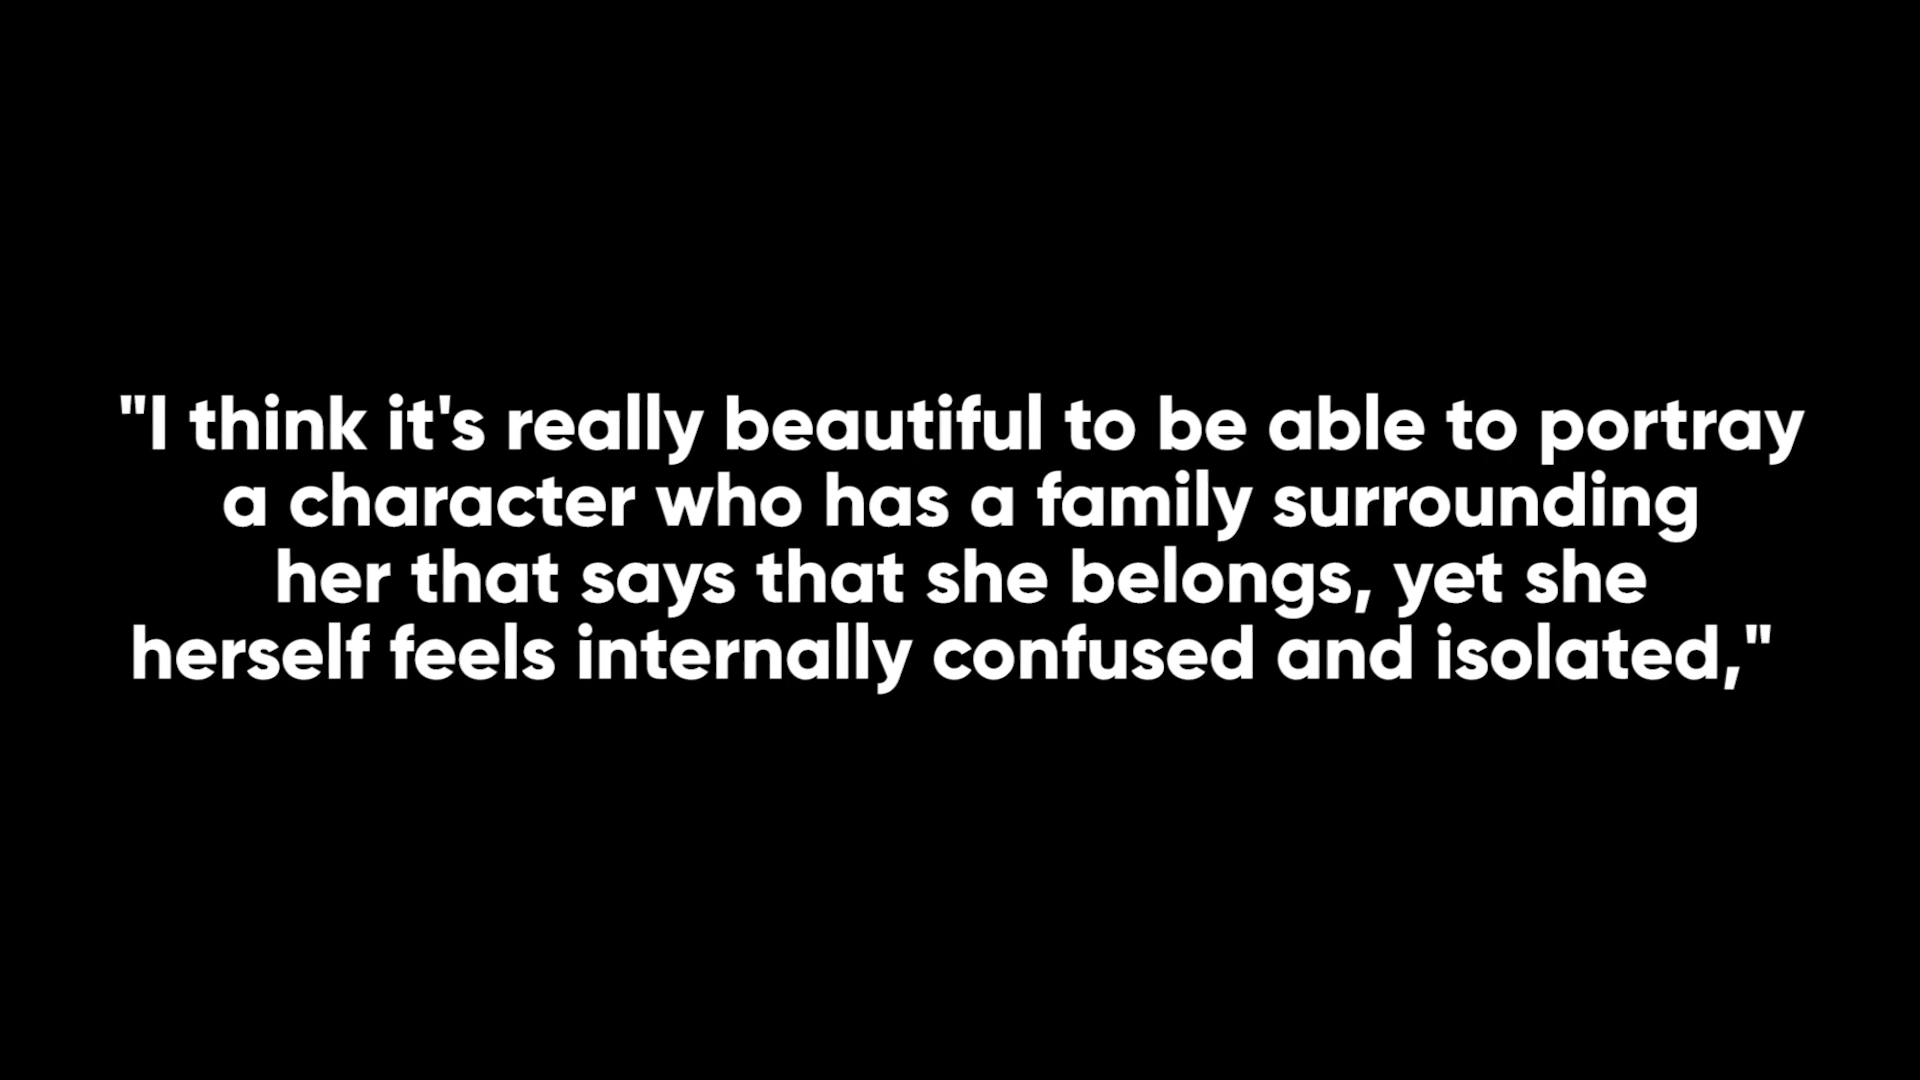 "I think it's really beautiful to be able to portray
a character who has a family surrounding
her that says that she belongs, yet she
herself feels internally confused and isolated,"